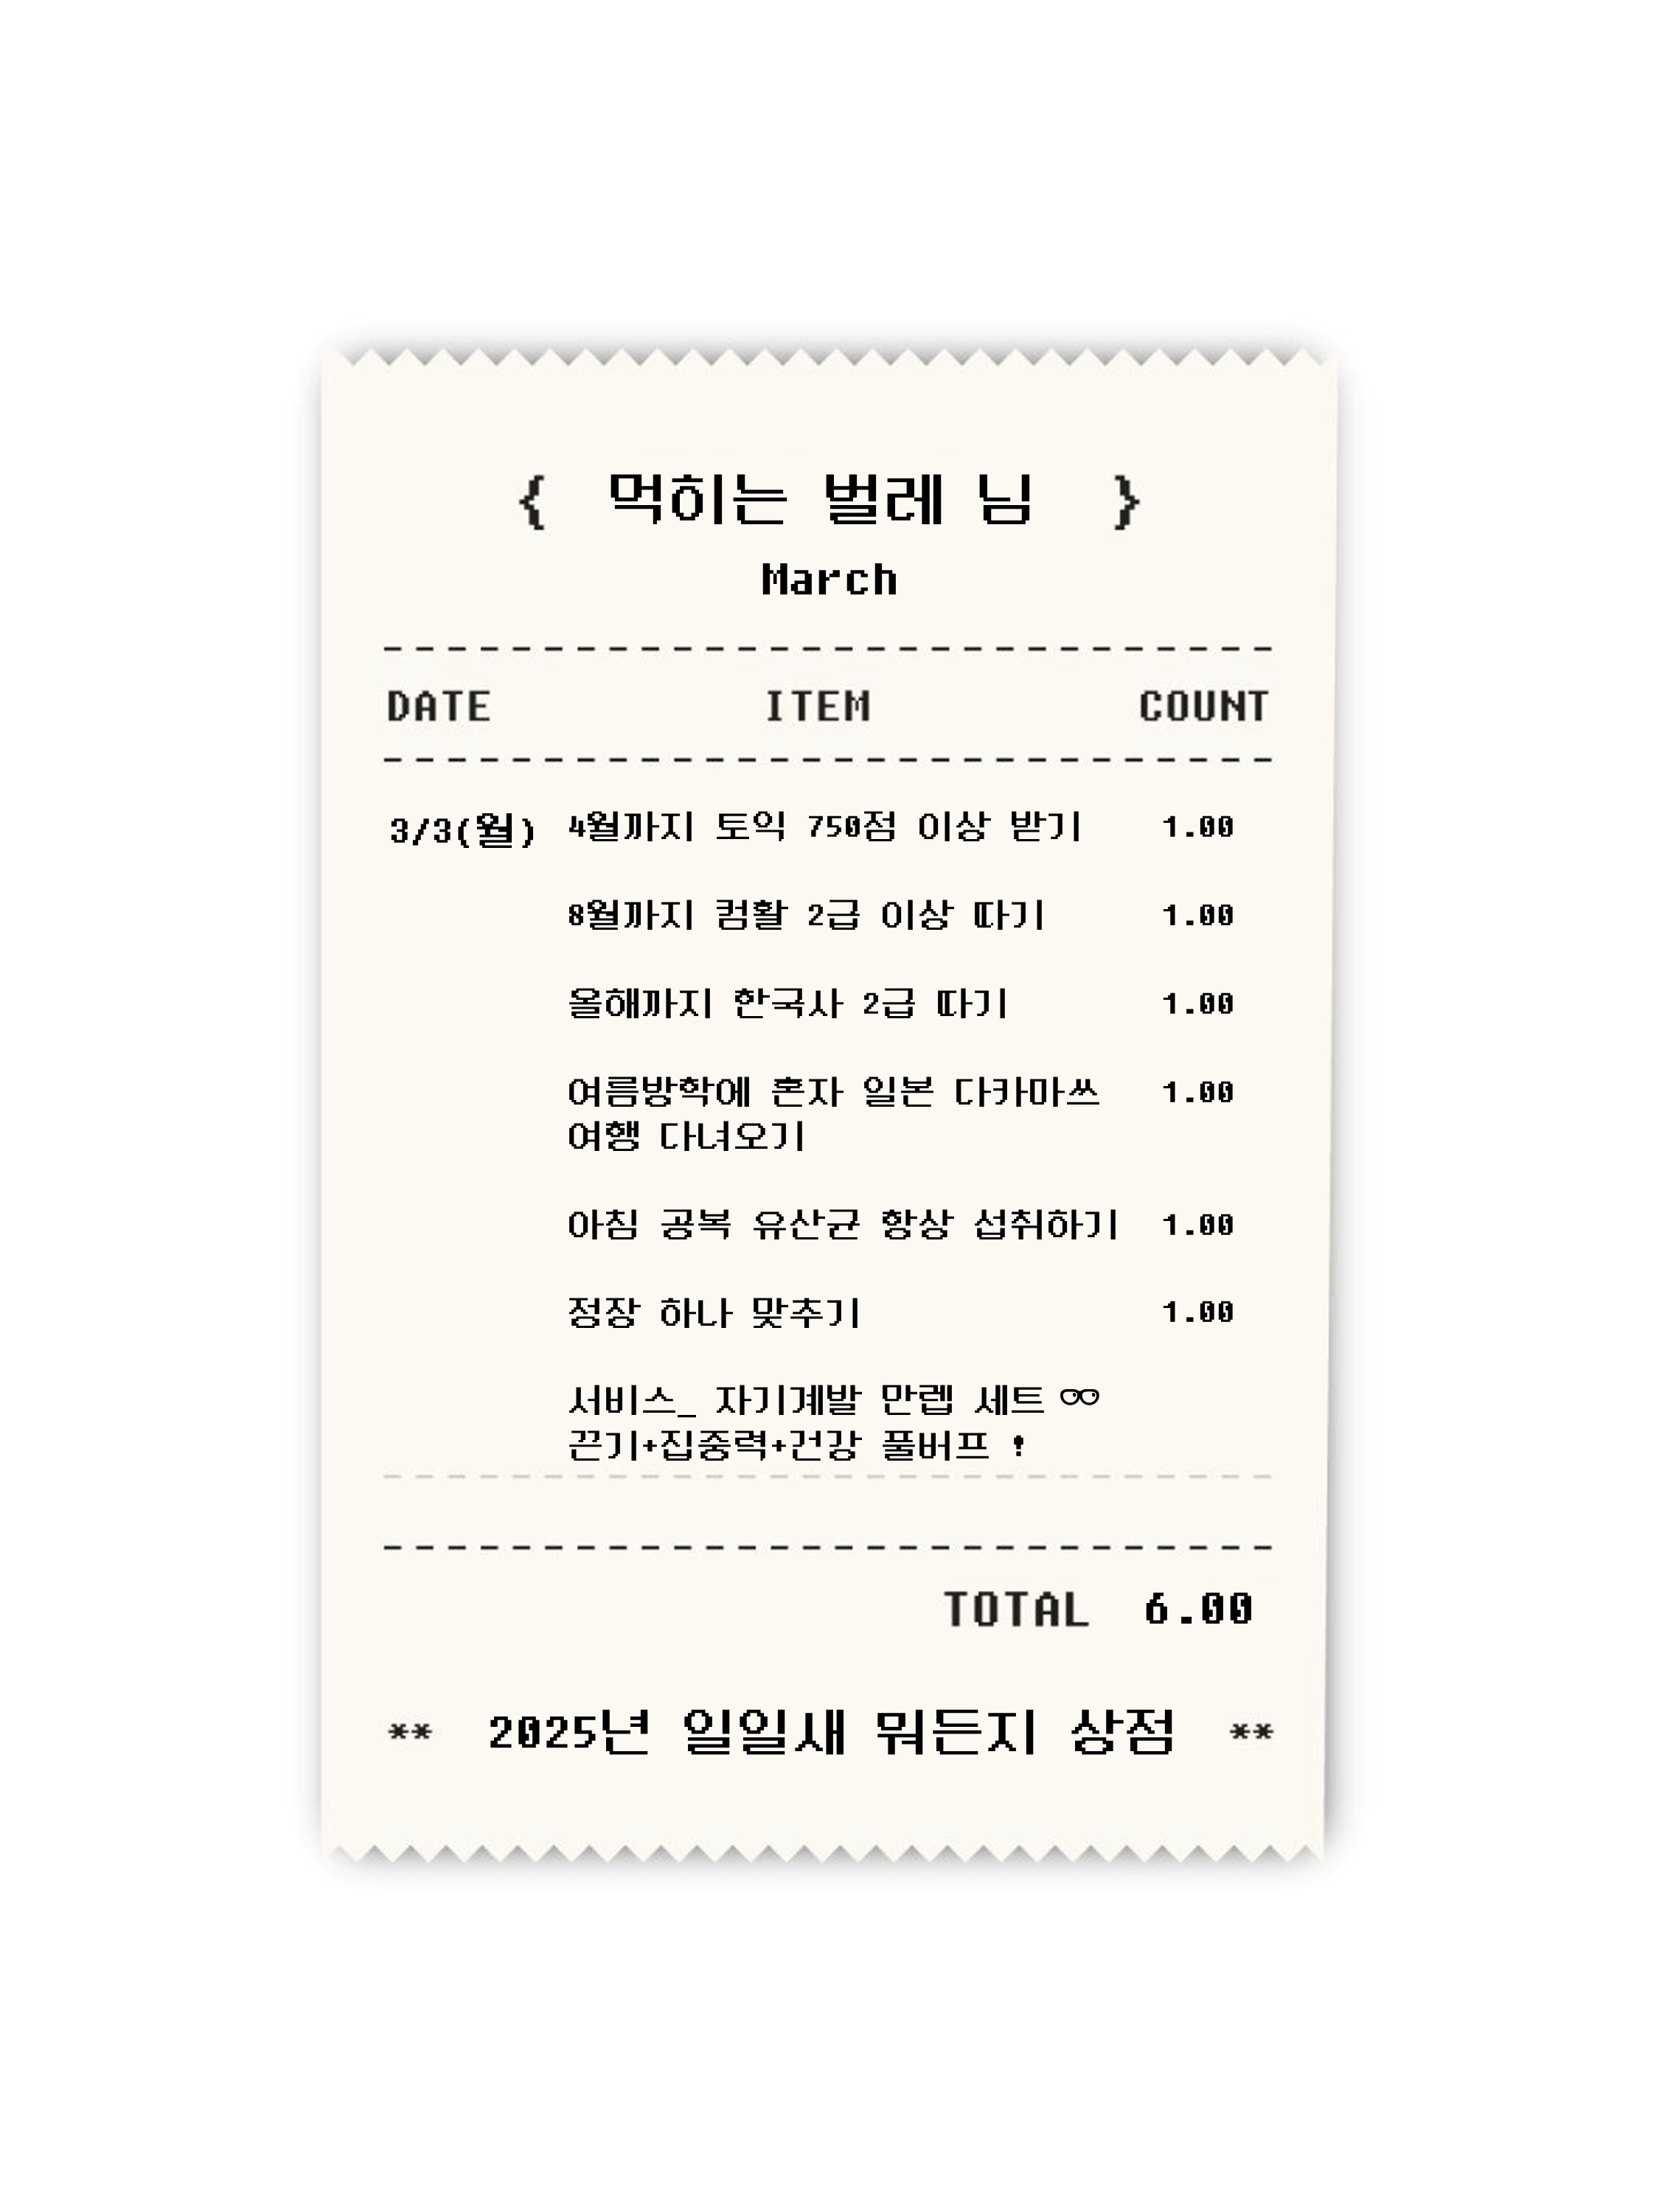 { 먹히는 벌레 님 }
March
DATE ITEM COUNT
3/3(월) 4월까지 토익 750점 이상 받기 1.00
8월까지 컴활 2급 이상 따기 1.00
올해까지 한국사 2급 따기 1.00
여름방학에 혼자 일본 다카마쓰 1.00
여행 다녀오기
아침 공복 유산균 항상 섭취하기 1.00
정장 하나 맞추기 1.00
서비스_ 자기계발 만렙 세트 👓
끈기+집중력+건강 풀버프 !
TOTAL 6.00
** 2025년 일일새 뭐든지 상점 **